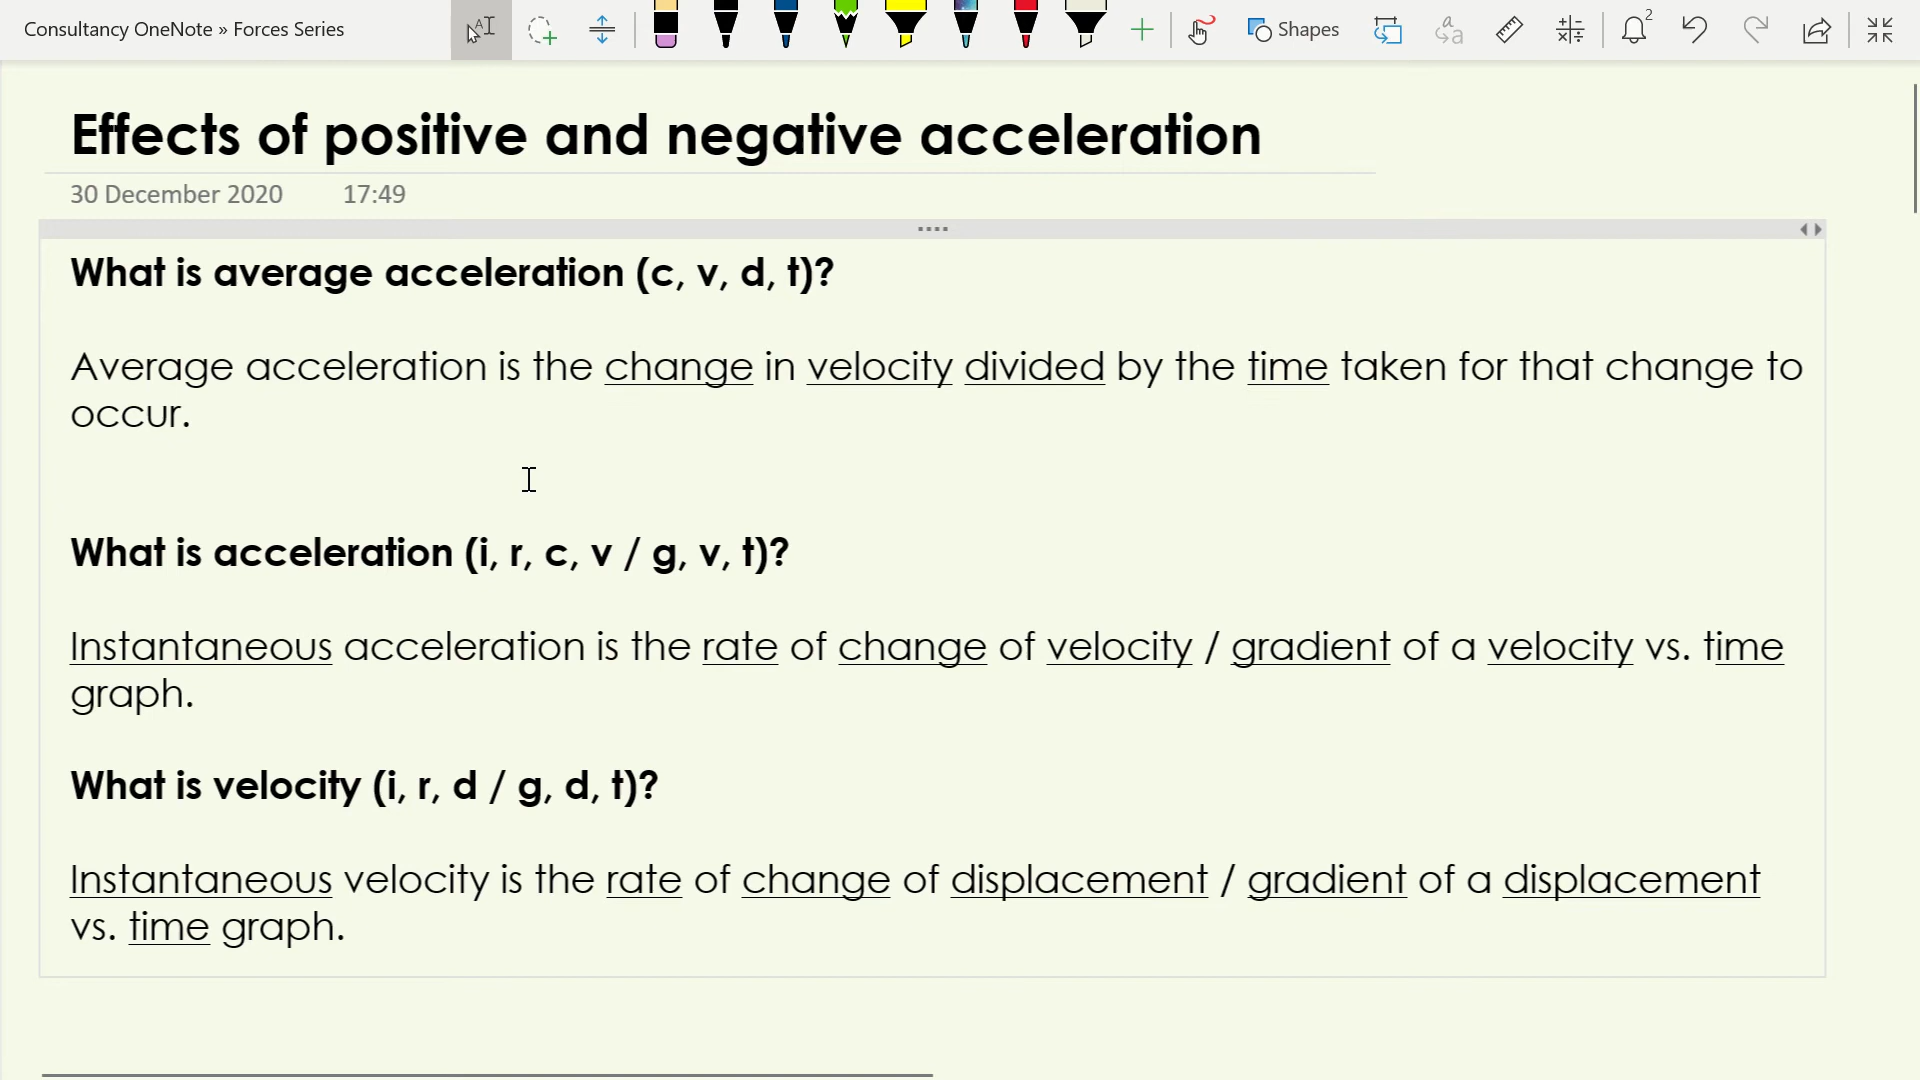 Consultancy OneNote » Forces Series
Shapes
2
Effects of positive and negative acceleration
30 December 2020 17:49
What is average acceleration (c, v, d, t)?
Average acceleration is the change in velocity divided by the time taken for that change to
occur.
What is acceleration (i, r, c, v / g, v, t)?
Instantaneous acceleration is the rate of change of velocity / gradient of a velocity vs. time
graph.
What is velocity (i, r, d / g, d, t)?
Instantaneous velocity is the rate of change of displacement / gradient of a displacement
vs. time graph.